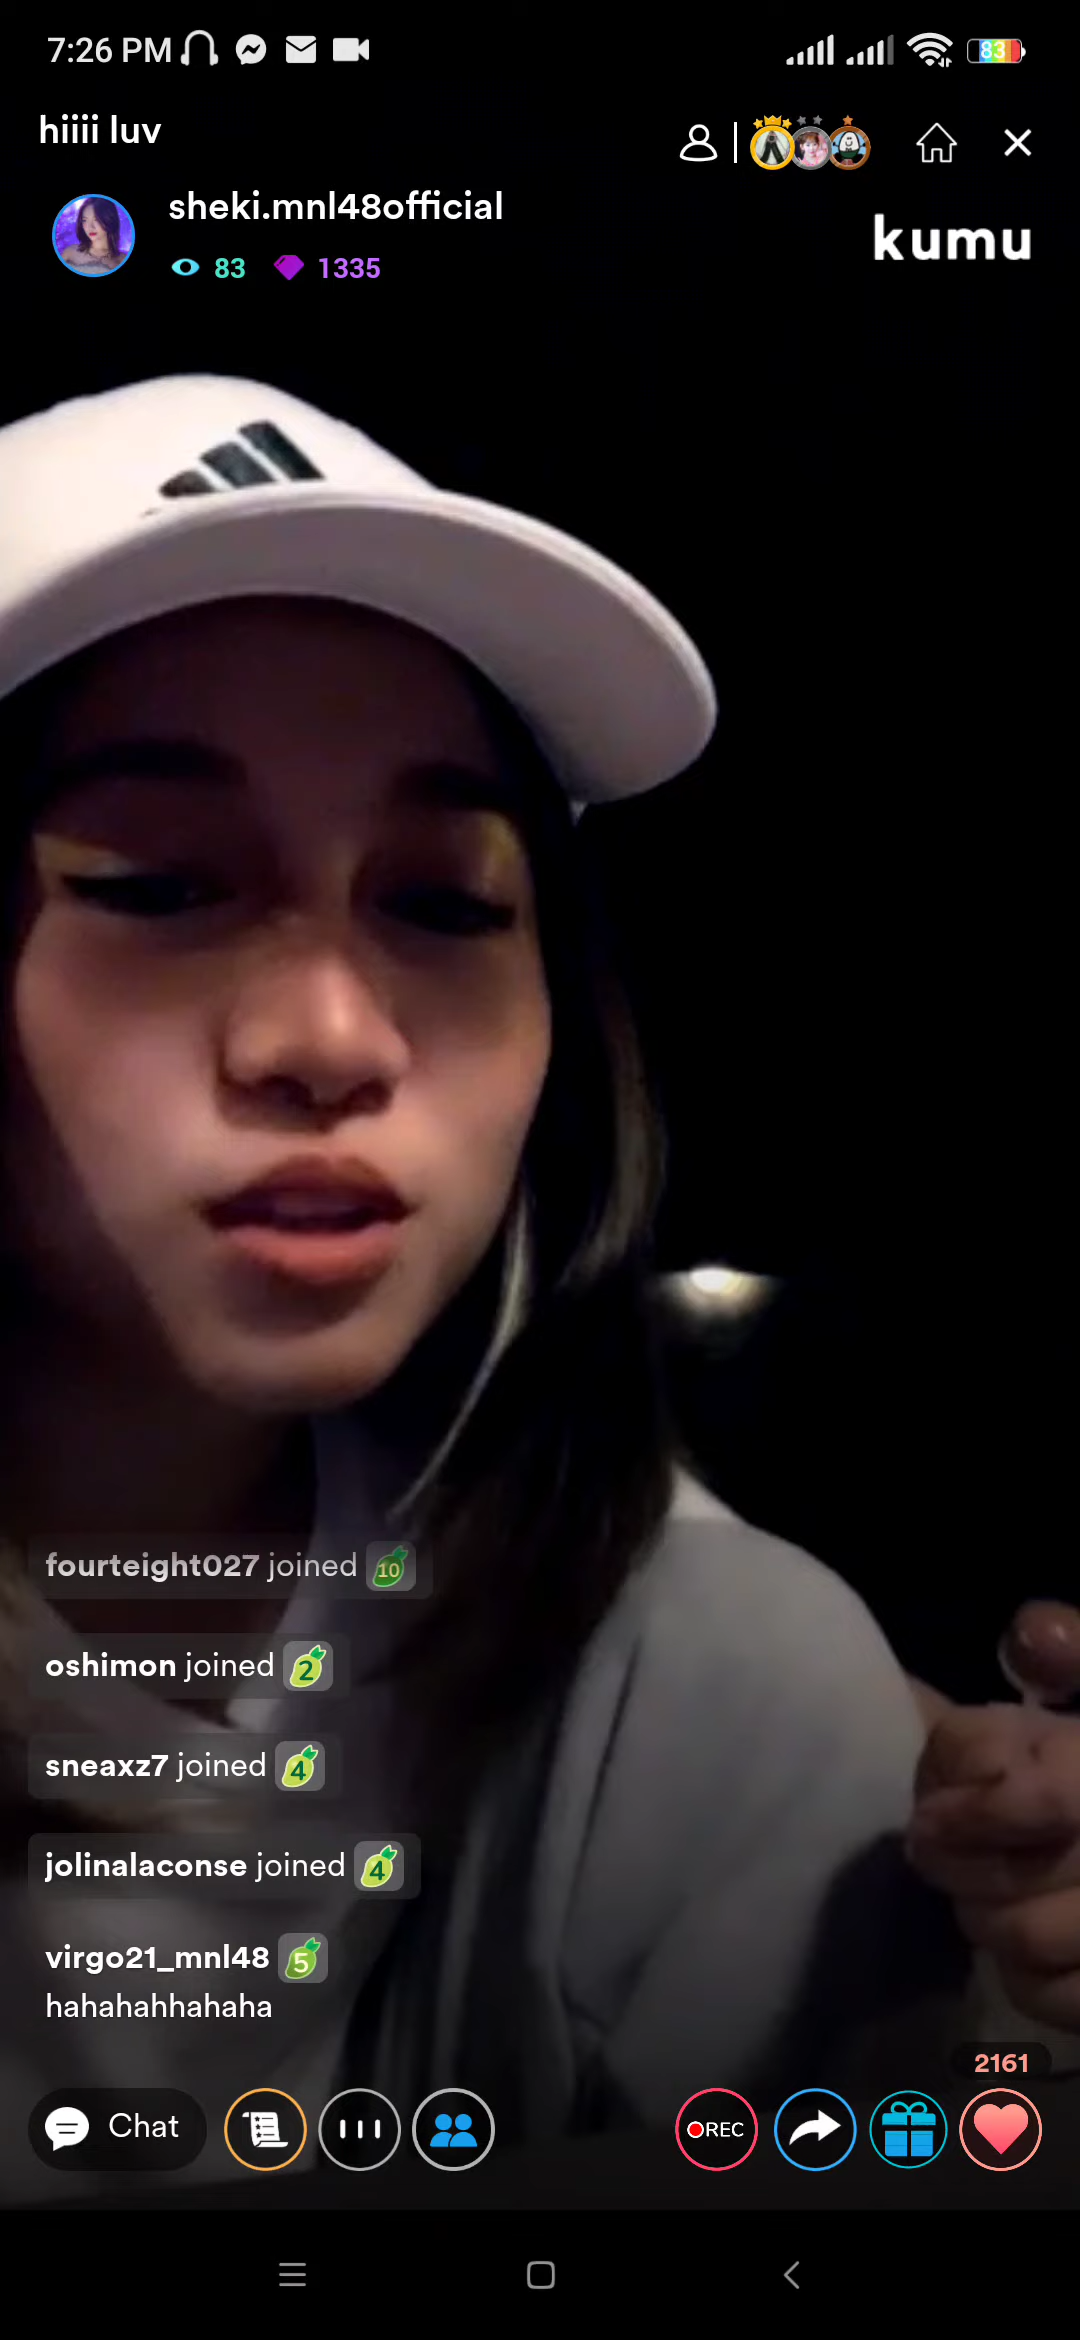 7:26 PM
83
hiiii luv
sheki.mnl48official
83 1335
kumu
fourteight027 joined 10
oshimon joined 2
sneaxz7 joined 4
jolinalaconse joined 4
virgo21_mnl48 5
hahahahhahaha
2161
Chat
REC